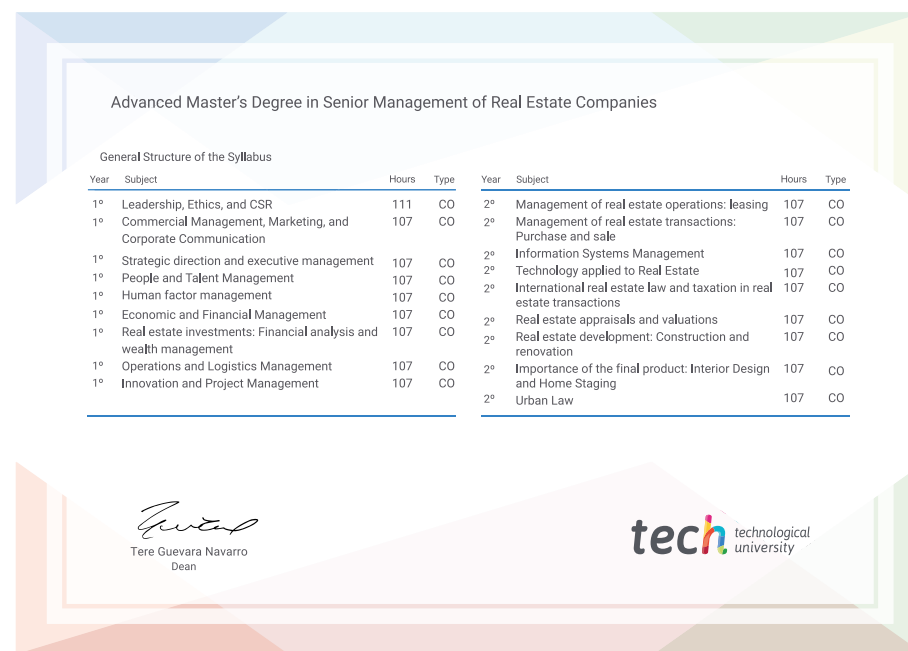 Advanced Master's Degree in Senior Management of Real Estate Companies
General Structure of the Syllabus
Year Subject Hours Type
1º Leadership, Ethics, and CSR 111 CO
1º Commercial Management, Marketing, and 107 CO
Corporate Communication
1º Strategic direction and executive management 107 CO
1º People and Talent Management 107 CO
1º Human factor management 107 CO
1º Economic and Financial Management 107 CO
1º Real estate investments: Financial analysis and 107 CO
wealth management
1º Operations and Logistics Management 107 CO
1º Innovation and Project Management 107 CO
Year Subject Hours Type
2º Management of real estate operations: leasing 107 CO
2º Management of real estate transactions: 107 CO
Purchase and sale
2º Information Systems Management 107 CO
2º Technology applied to Real Estate 107 CO
2º International real estate law and taxation in real 107 CO
estate transactions
2º Real estate appraisals and valuations 107 CO
2º Real estate development: Construction and 107 CO
renovation
2º Importance of the final product: Interior Design 107 CO
and Home Staging
2º Urban Law 107 CO
Tere Guevara Navarro
Dean
tech technological
university